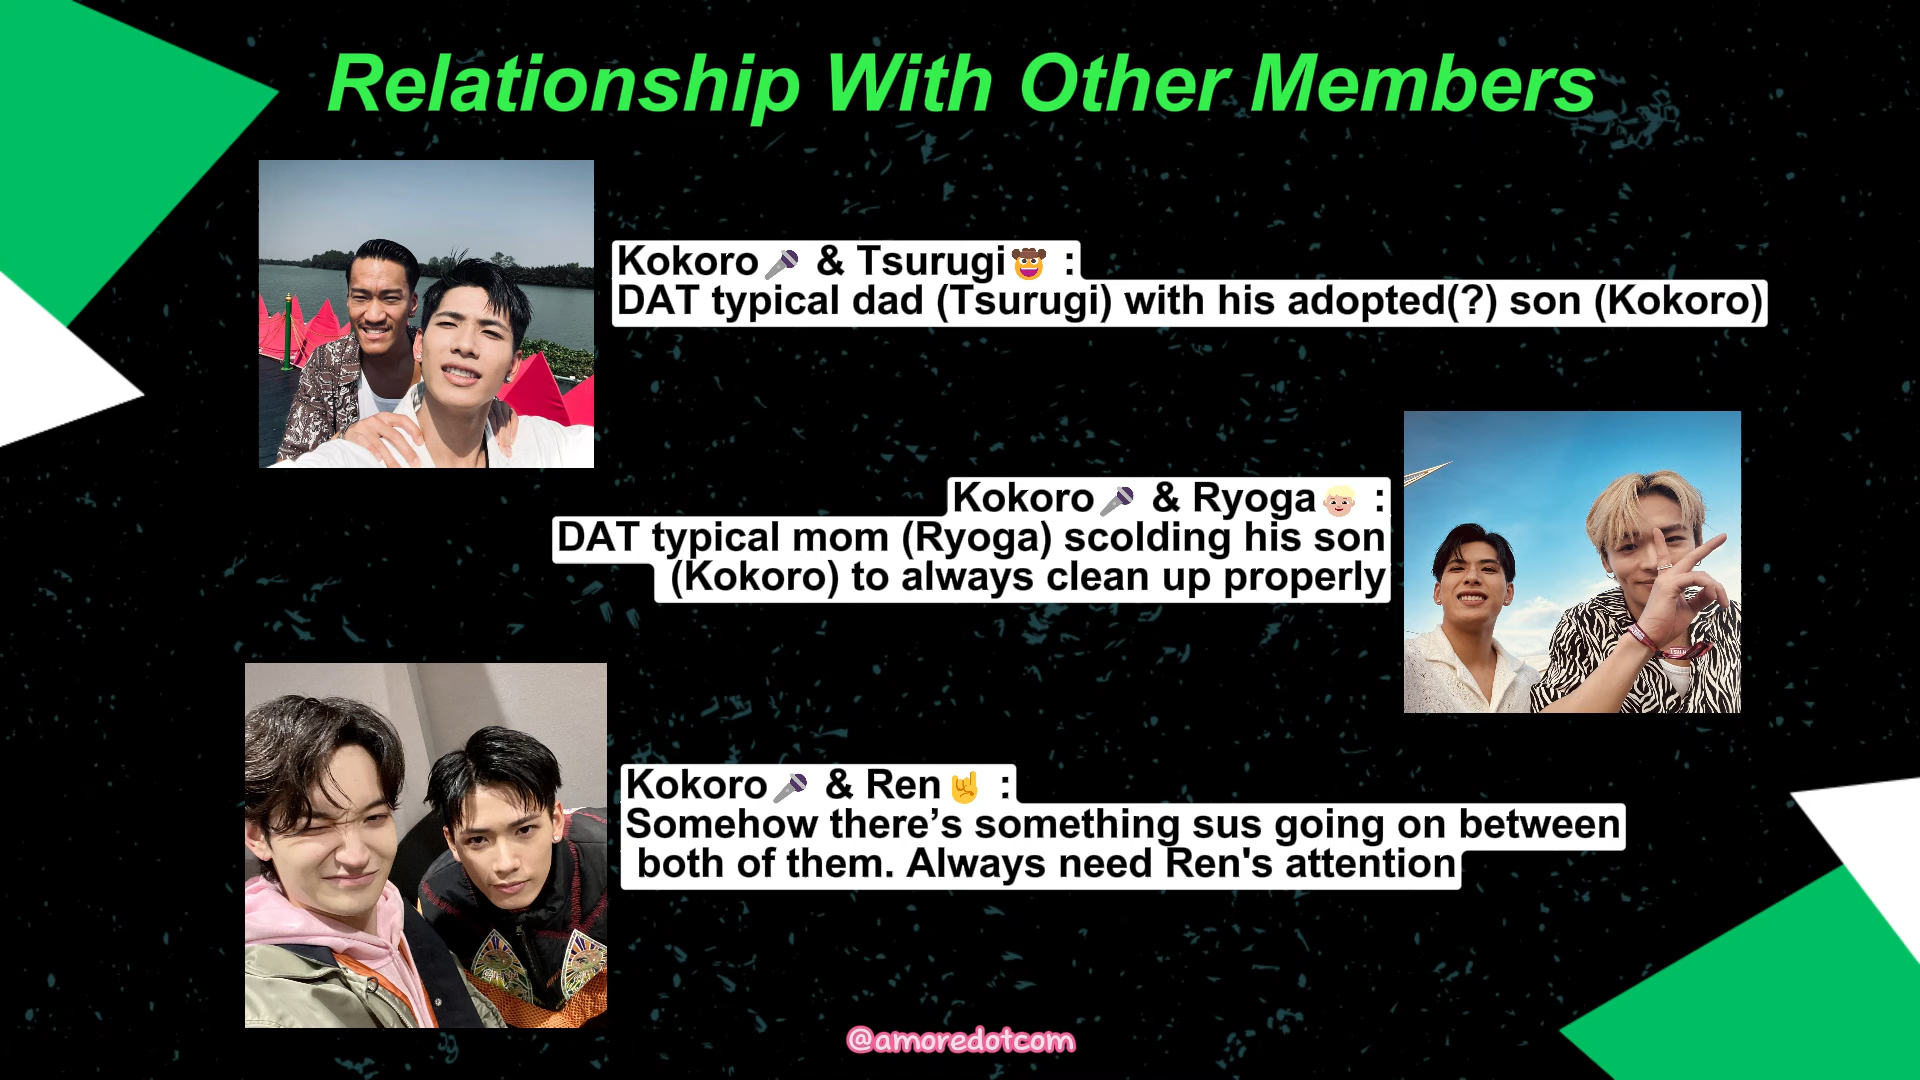 Relationship With Other Members
Kokoro🎤 & Tsurugi🤠 :
DAT typical dad (Tsurugi) with his adopted(?) son (Kokoro)
Kokoro🎤 & Ryoga👱🏻 :
DAT typical mom (Ryoga) scolding his son
(Kokoro) to always clean up properly
Kokoro🎤 & Ren🤘 :
Somehow there’s something sus going on between
both of them. Always need Ren's attention
@amoredotcom